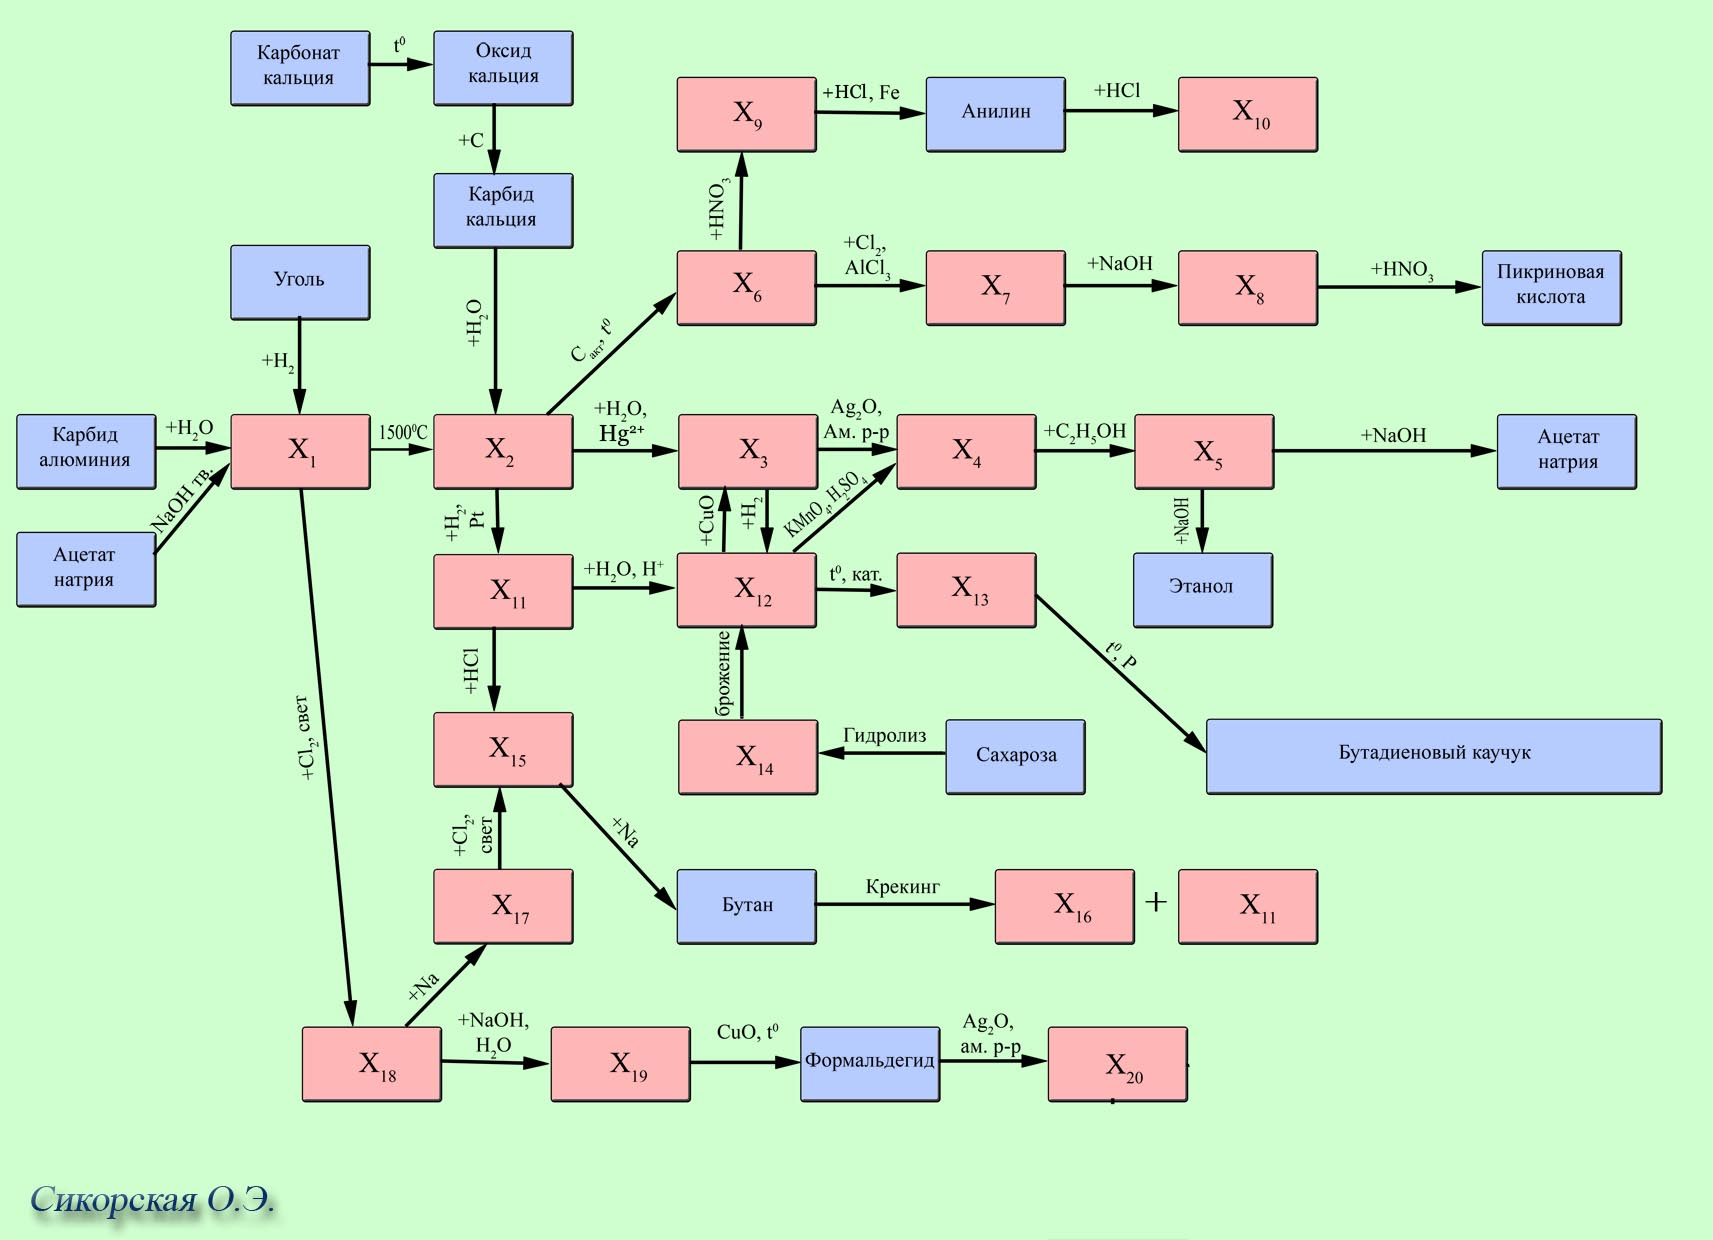 Карбонат
кальция
t⁰
Оксид
кальция
+C
Карбид
кальция
+H₂O
X₉
+HCl, Fe
Анилин
+HCl
X₁₀
+HNO₃
X₆
+Cl₂,
AlCl₃
X₇
+NaOH
X₈
+HNO₃
Пикриновая
кислота
Уголь
+H₂
C акт, t⁰
Карбид
алюминия
+H₂O
X₁
1500⁰C
X₂
+H₂O,
Hg²⁺
X₃
Ag₂O,
Ам. р-р
X₄
+C₂H₅OH
X₅
+NaOH
Ацетат
натрия
NaOH тв.
Ацетат
натрия
+H₂,
Pt
+CuO
+H₂
KMnO₄, H₂SO₄
+NaOH
Этанол
X₁₁
+H₂O, H⁺
X₁₂
t⁰, кат.
X₁₃
t⁰, P
+HCl
брожение
+Cl₂, свет
X₁₅
X₁₄
Гидролиз
Сахароза
Бутадиеновый каучук
+Cl₂,
свет
+Na
X₁₇
Бутан
Крекинг
X₁₆
+
X₁₁
+Na
X₁₈
+NaOH,
H₂O
X₁₉
CuO, t⁰
Формальдегид
Ag₂O,
ам. р-р
X₂₀
Сикорская О.Э.